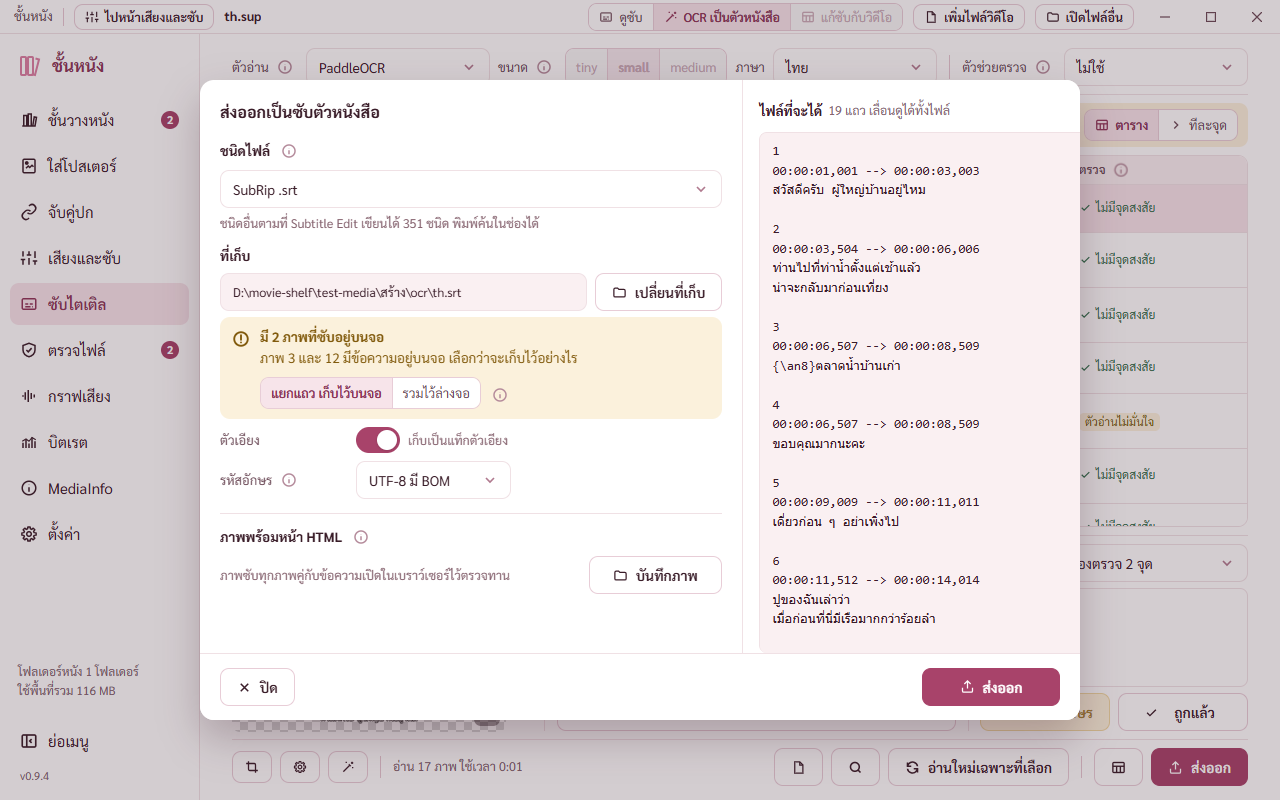 ชั้นหนัง
ไปหน้าเสียงและซับ
th.sup
ดูซับ
OCR เป็นตัวหนังสือ
แก้ซับกับวิดีโอ
เพิ่มไฟล์วิดีโอ
เปิดไฟล์อื่น
ชั้นหนัง
ตัวอ่าน
PaddleOCR
ขนาด
tiny
small
medium
ภาษา
ไทย
ตัวช่วยตรวจ
ไม่ใช้
ชั้นวางหนัง
2
ใส่โปสเตอร์
จับคู่ปก
เสียงและซับ
ซับไตเติล
ตรวจไฟล์
2
กราฟเสียง
บิตเรต
MediaInfo
ตั้งค่า
โฟลเดอร์หนัง 1 โฟลเดอร์
ใช้พื้นที่รวม 116 MB
ย่อเมนู
v0.9.4
ส่งออกเป็นซับตัวหนังสือ
ชนิดไฟล์
SubRip .srt
ชนิดอื่นตามที่ Subtitle Edit เขียนได้ 351 ชนิด พิมพ์ค้นในช่องได้
ที่เก็บ
D:\movie-shelf\test-media\สร้าง\ocr\th.srt
เปลี่ยนที่เก็บ
มี 2 ภาพที่ซับอยู่บนจอ
ภาพ 3 และ 12 มีข้อความอยู่บนจอ เลือกว่าจะเก็บไว้อย่างไร
แยกแถว เก็บไว้บนจอ
รวมไว้ล่างจอ
ตัวเอียง
เก็บเป็นแท็กตัวเอียง
รหัสอักษร
UTF-8 มี BOM
ภาพพร้อมหน้า HTML
ภาพซับทุกภาพคู่กับข้อความเปิดในเบราว์เซอร์ไว้ตรวจทาน
บันทึกภาพ
ปิด
ส่งออก
ไฟล์ที่จะได้ 19 แถว เลื่อนดูได้ทั้งไฟล์
1
00:00:01,001 --> 00:00:03,003
สวัสดีครับ ผู้ใหญ่บ้านอยู่ไหม
2
00:00:03,504 --> 00:00:06,006
ท่านไปที่ท่าน้ำตั้งแต่เช้าแล้ว
น่าจะกลับมาก่อนเที่ยง
3
00:00:06,507 --> 00:00:08,509
{\an8}ตลาดน้ำบ้านเก่า
4
00:00:06,507 --> 00:00:08,509
ขอบคุณมากนะคะ
5
00:00:09,009 --> 00:00:11,011
เดี๋ยวก่อน ๆ อย่าเพิ่งไป
6
00:00:11,512 --> 00:00:14,014
ปู่ของฉันเล่าว่า
เมื่อก่อนที่นี่มีเรือมากกว่าร้อยลำ
ตาราง
ทีละจุด
ตรวจ
ไม่มีจุดสงสัย
ไม่มีจุดสงสัย
ไม่มีจุดสงสัย
ไม่มีจุดสงสัย
ตัวอ่านไม่มั่นใจ
ไม่มีจุดสงสัย
ไม่มีจุดสงสัย
องตรวจ 2 จุด
ถูกแล้ว
อ่าน 17 ภาพ ใช้เวลา 0:01
อ่านใหม่เฉพาะที่เลือก
ส่งออก